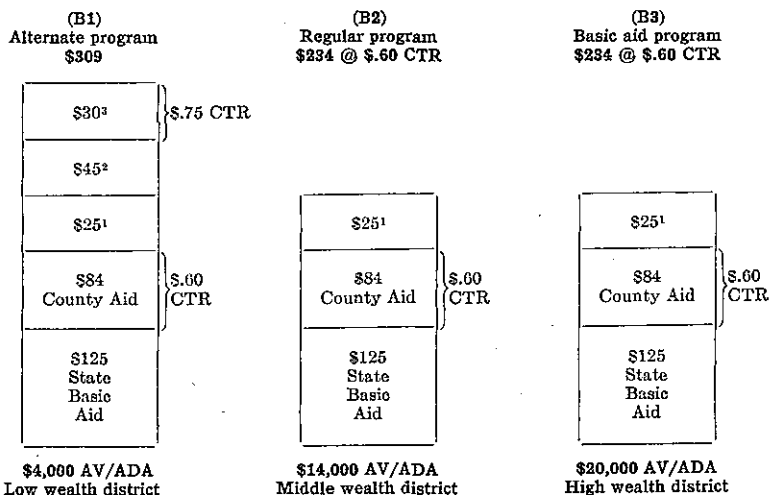 (B1)
Alternate program
$309
$30³
$.75 CTR
$45²
$25¹
$84
County Aid
$.60
CTR
$125
State
Basic
Aid
$4,000 AV/ADA
Low wealth district
(B2)
Regular program
$234 @ $.60 CTR
$25¹
$84
County Aid
$.60
CTR
$125
State
Basic
Aid
$14,000 AV/ADA
Middle wealth district
(B3)
Basic aid program
$234 @ $.60 CTR
$25¹
$84
County Aid
$.60
CTR
$125
State
Basic
Aid
$20,000 AV/ADA
High wealth district